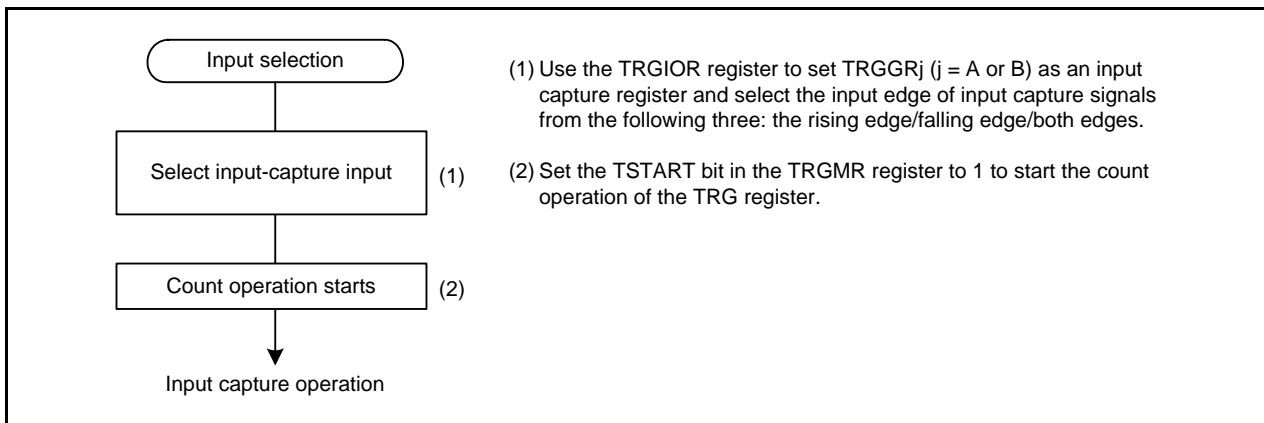 Input selection
Select input-capture input
(1)
Count operation starts
(2)
Input capture operation
(1) Use the TRGIOR register to set TRGGRj (j = A or B) as an input
capture register and select the input edge of input capture signals
from the following three: the rising edge/falling edge/both edges.
(2) Set the TSTART bit in the TRGMR register to 1 to start the count
operation of the TRG register.